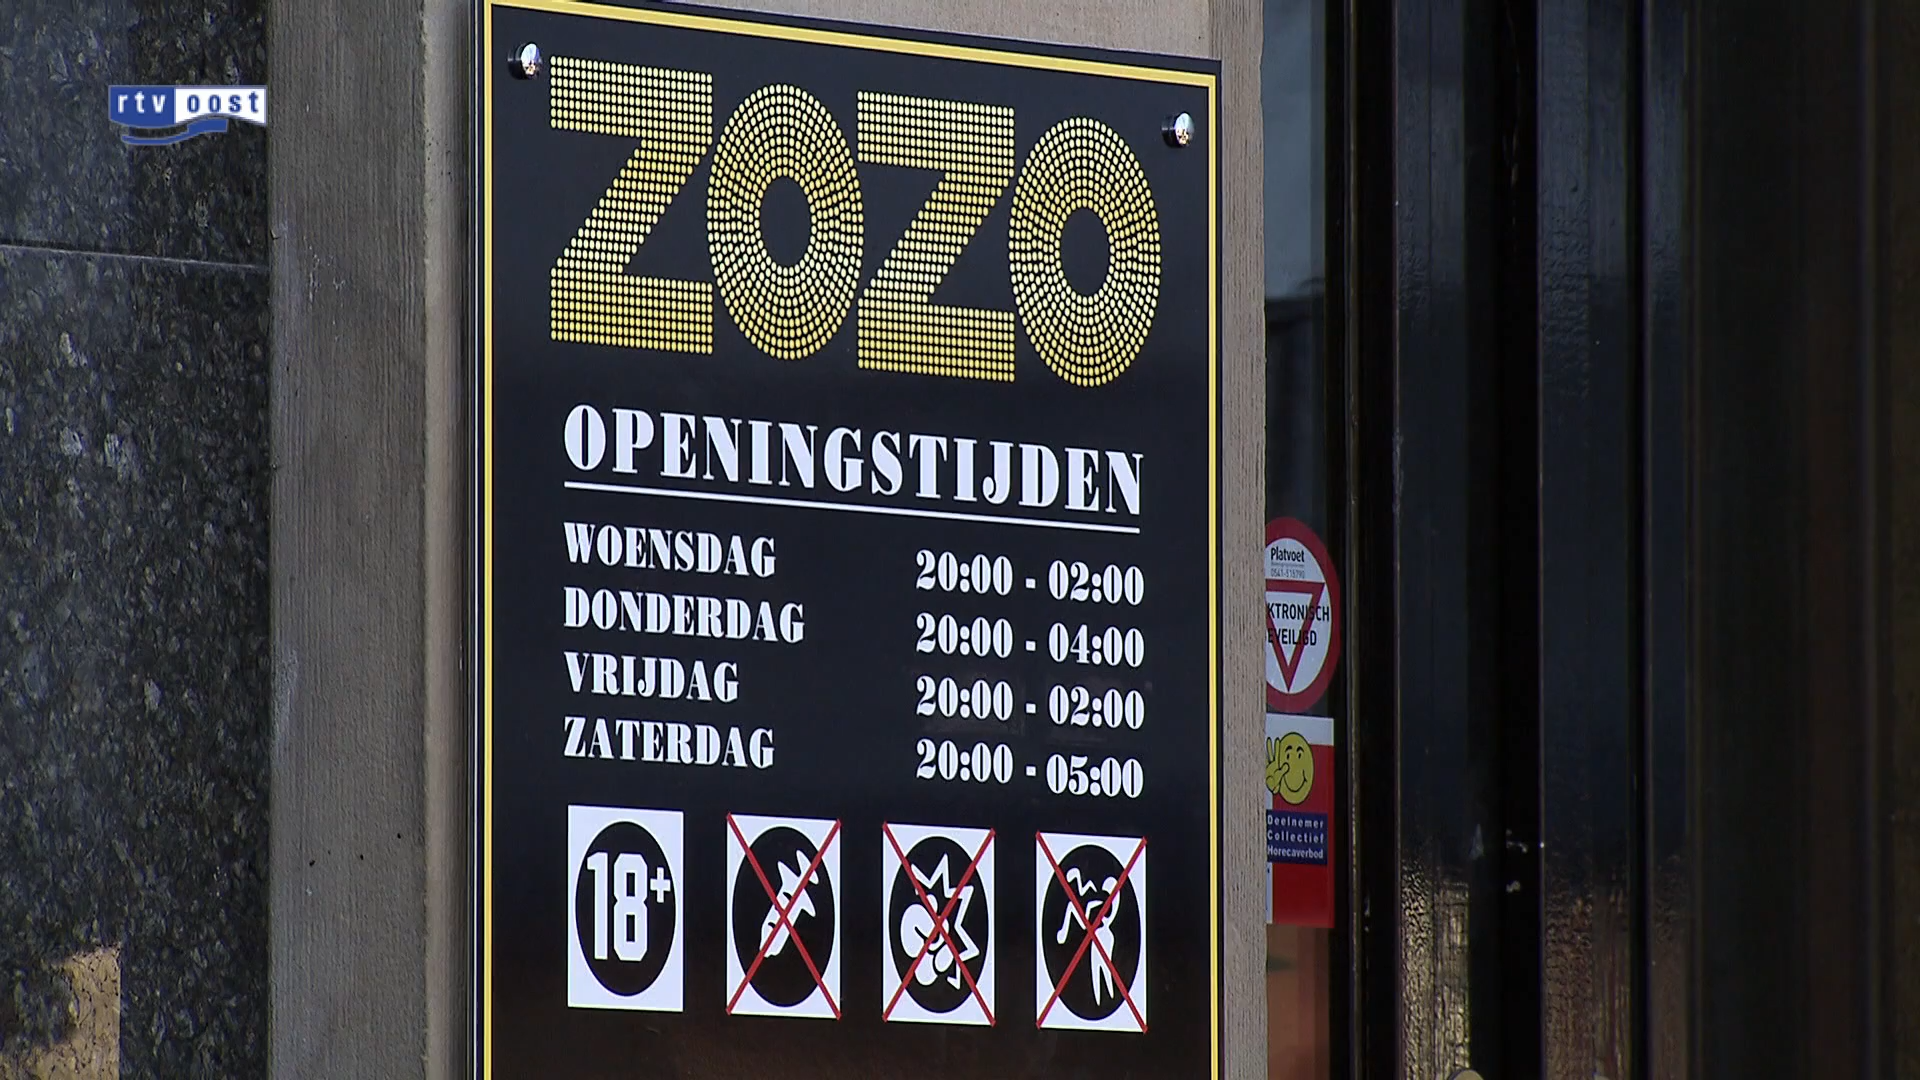 rtv oost
ZOZO
OPENINGSTIJDEN
WOENSDAG 20:00 - 02:00
DONDERDAG 20:00 - 04:00
VRIJDAG 20:00 - 02:00
ZATERDAG 20:00 - 05:00
18+
Platvoet
KTRONISCH
EVEILIGD
Deelnemer
Collectief
Horecaverbod